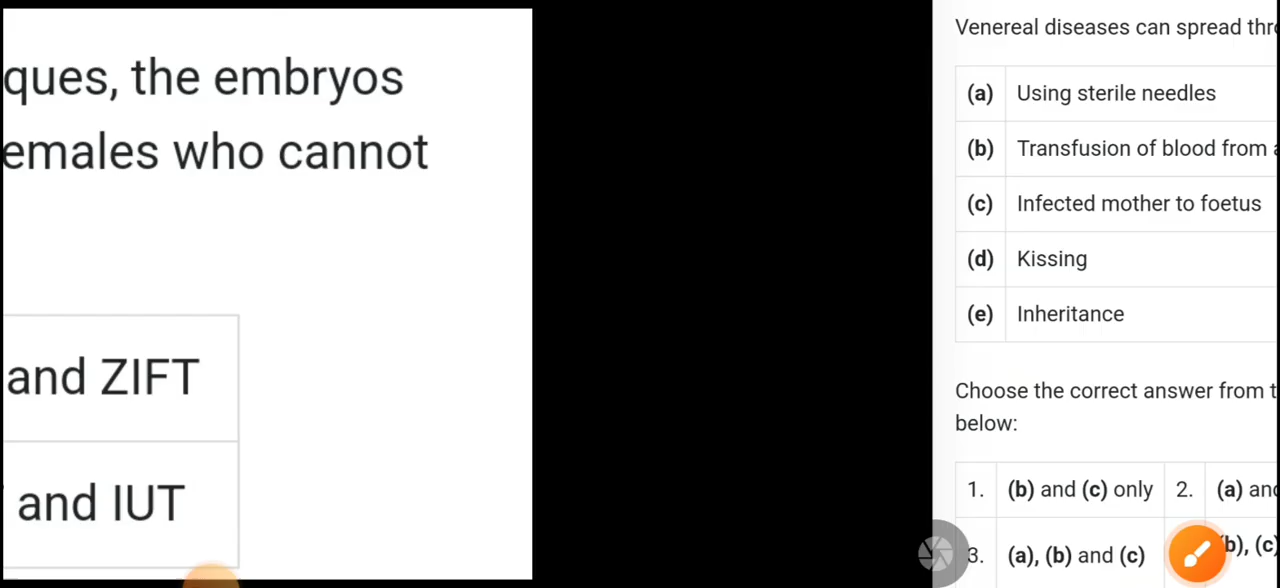 ques, the embryos
emales who cannot
and ZIFT
and IUT
Venereal diseases can spread thr
(a) Using sterile needles
(b) Transfusion of blood from
(c) Infected mother to foetus
(d) Kissing
(e) Inheritance
Choose the correct answer from t
below:
1. (b) and (c) only 2. (a) an
3. (a), (b) and (c) b), (c)